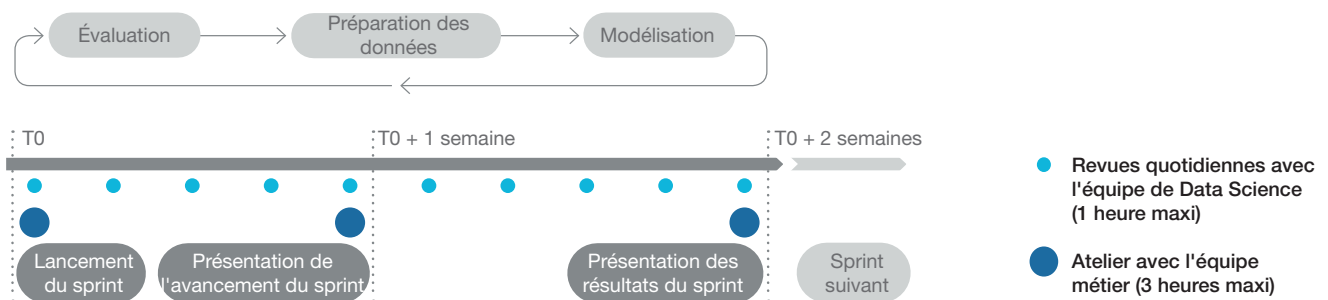 Évaluation
Préparation des
données
Modélisation
T0
T0 + 1 semaine
T0 + 2 semaines
Lancement
du sprint
Présentation de
l'avancement du sprint
Présentation des
résultats du sprint
Sprint
suivant
Revues quotidiennes avec
l'équipe de Data Science
(1 heure maxi)
Atelier avec l'équipe
métier (3 heures maxi)